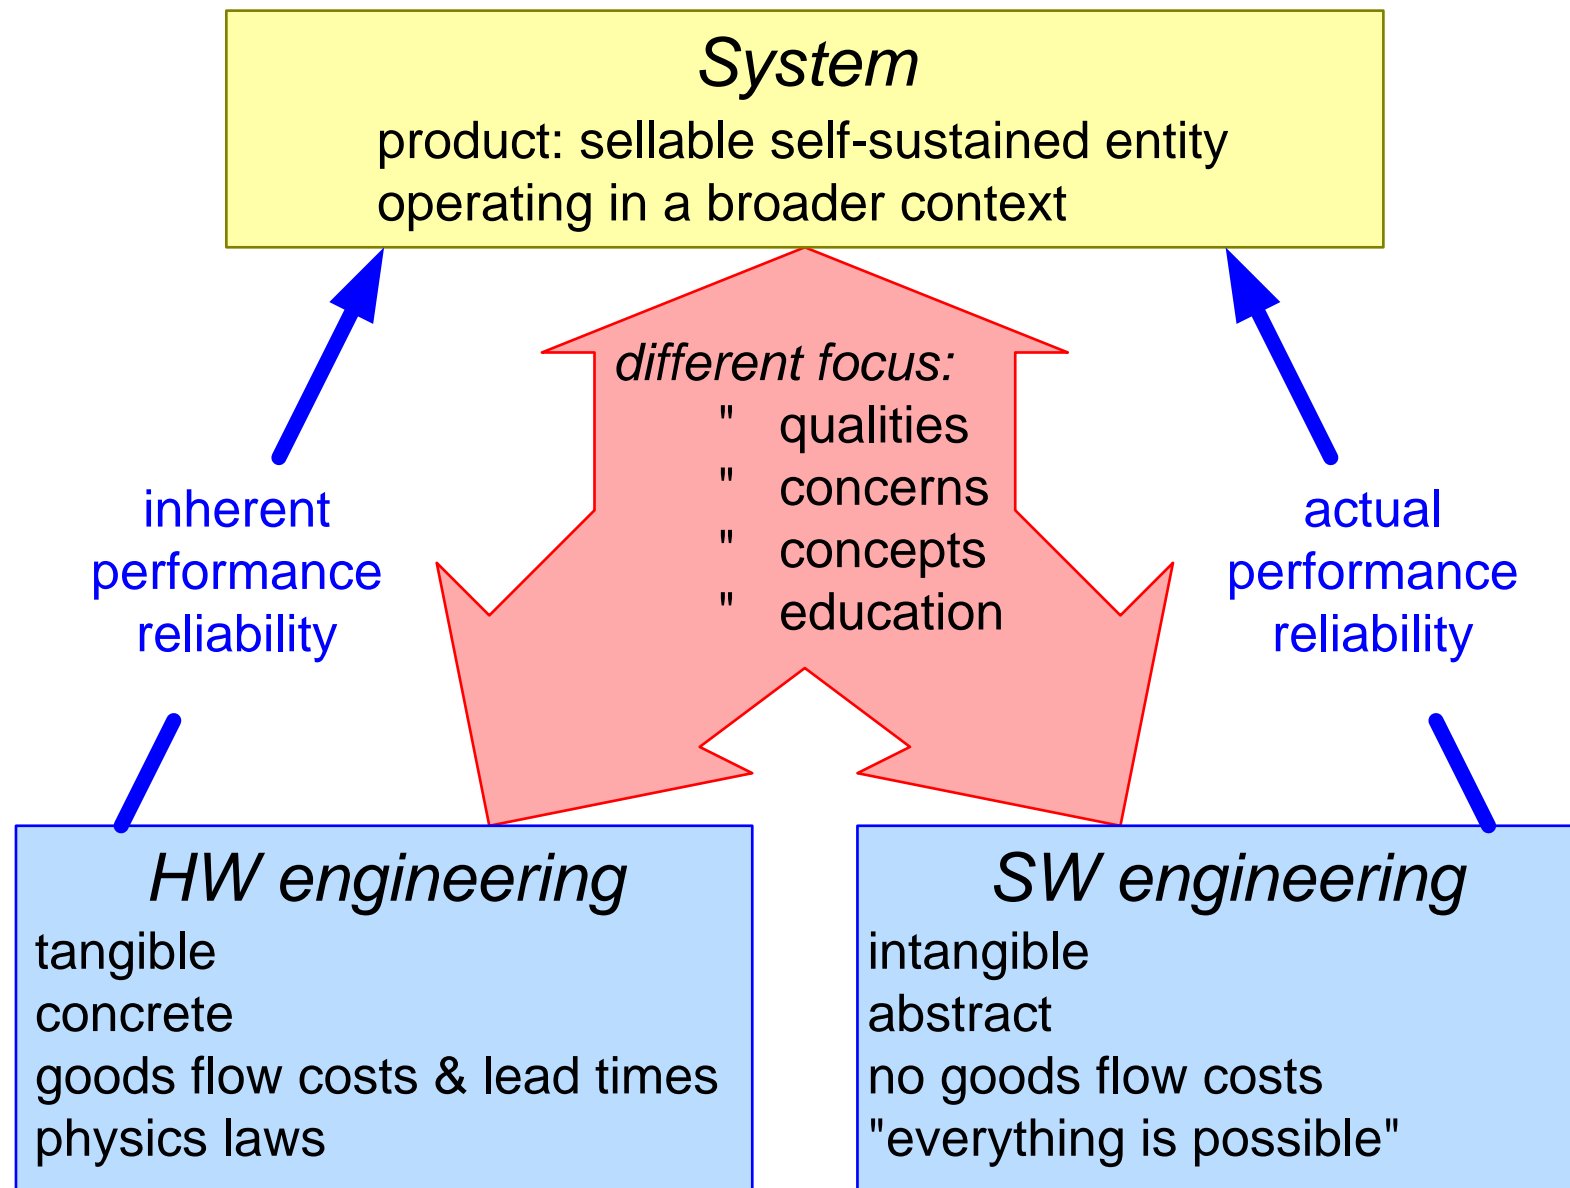 System
product: sellable self-sustained entity
operating in a broader context
different focus:
" qualities
" concerns
" concepts
" education
inherent
performance
reliability
actual
performance
reliability
HW engineering
tangible
concrete
goods flow costs & lead times
physics laws
SW engineering
intangible
abstract
no goods flow costs
"everything is possible"